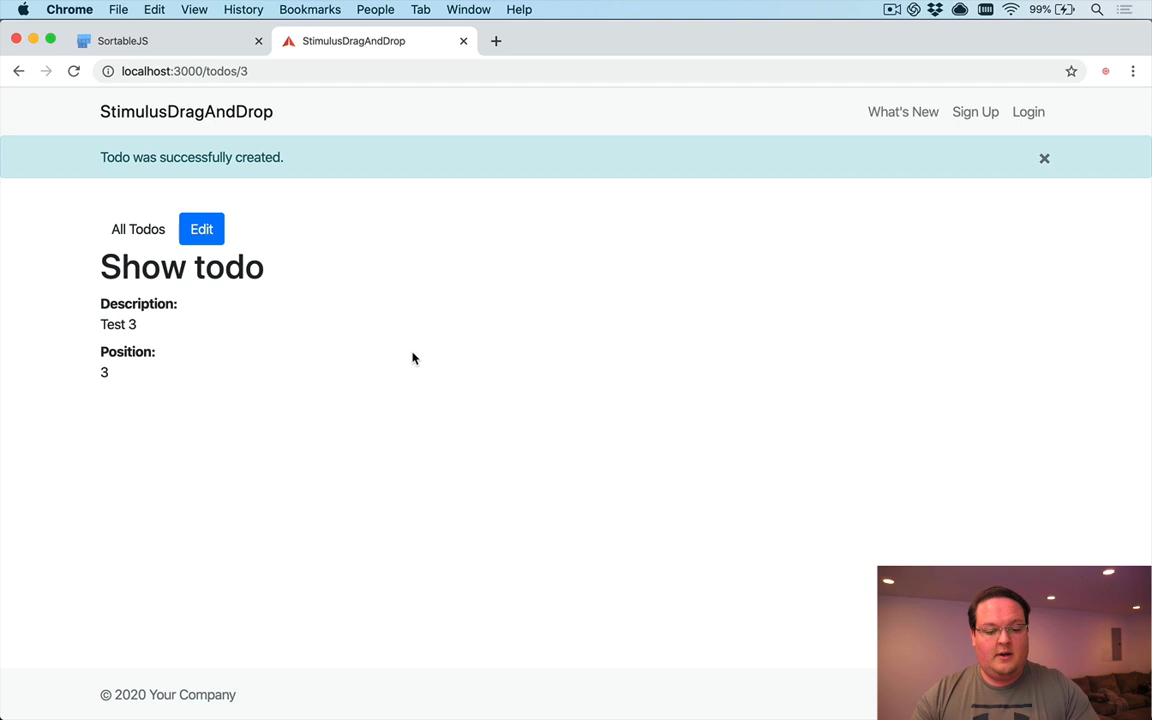 Chrome File Edit View History Bookmarks People Tab Window Help 99%
SortableJS StimulusDragAndDrop
localhost:3000/todos/3
StimulusDragAndDrop What's New Sign Up Login
Todo was successfully created.
All Todos Edit
Show todo
Description:
Test 3
Position:
3
© 2020 Your Company